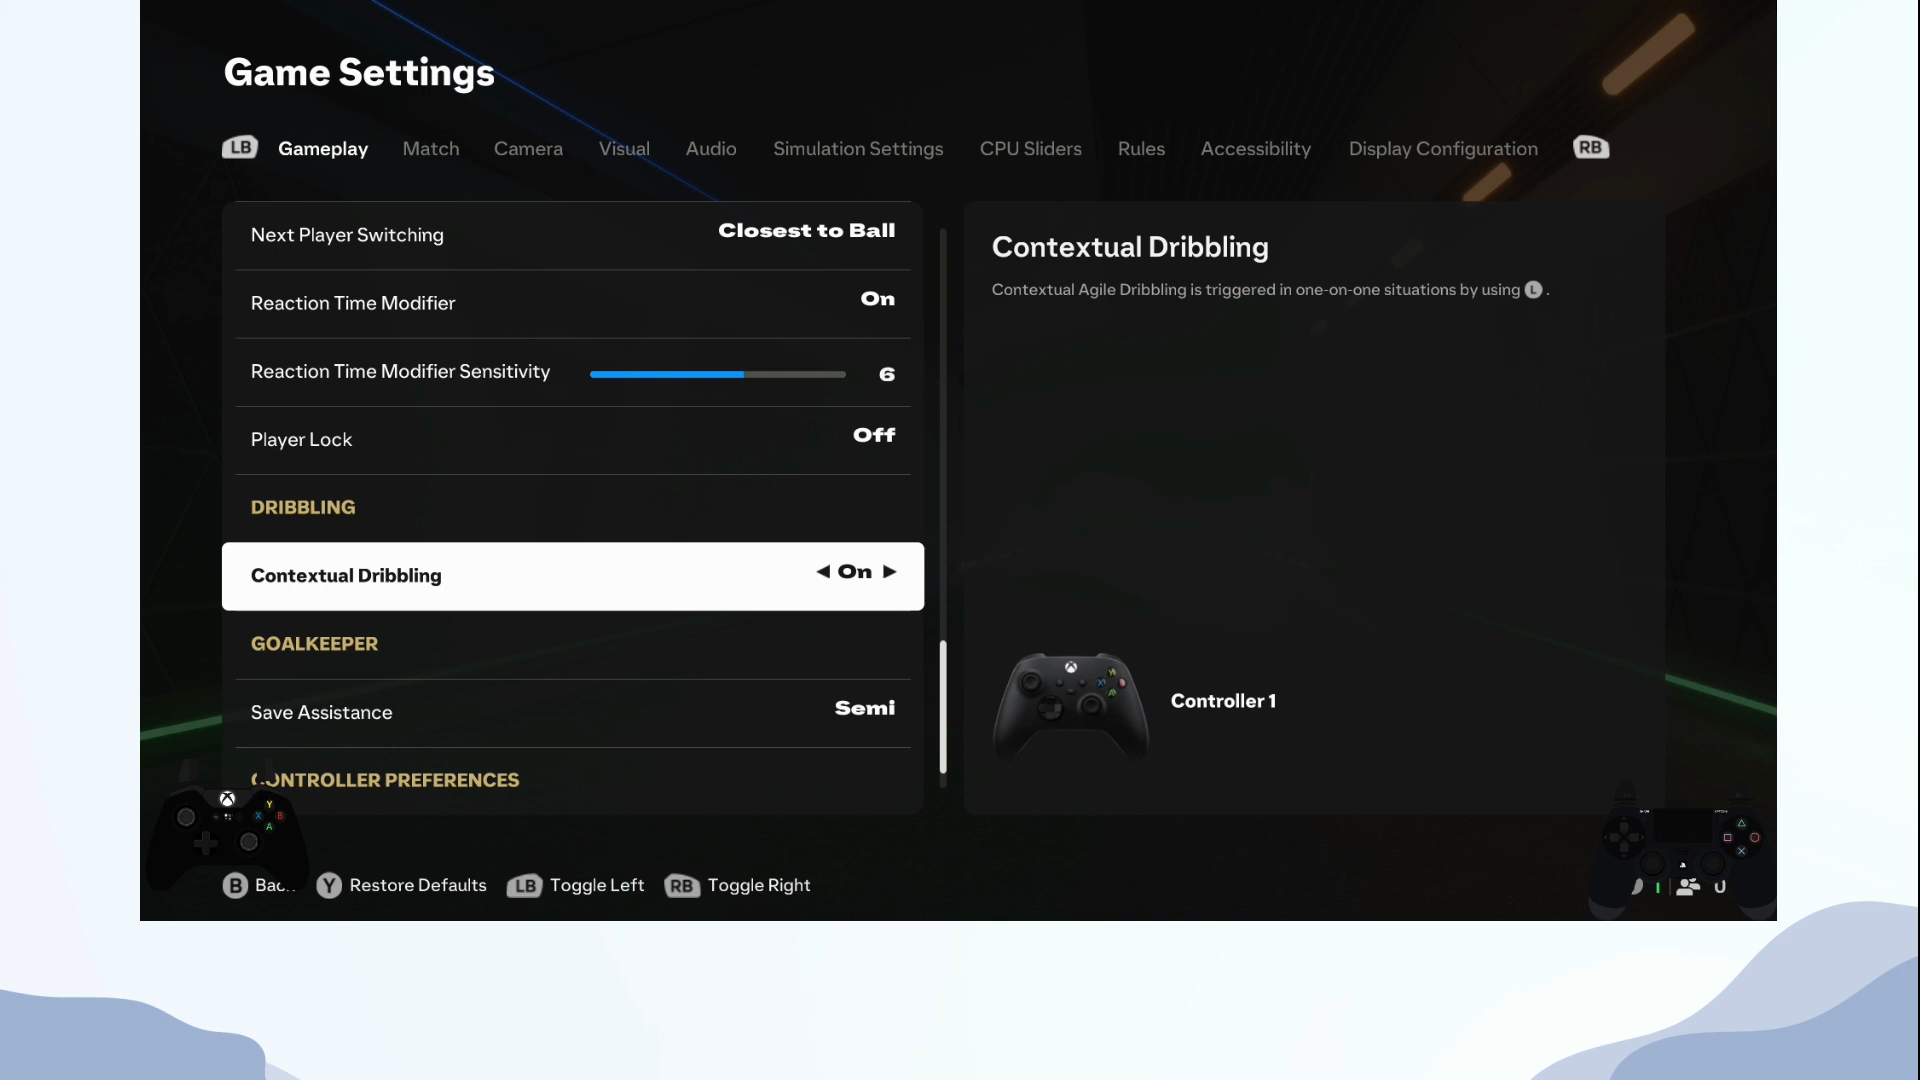 Game Settings
LB Gameplay Match Camera Visual Audio Simulation Settings CPU Sliders Rules Accessibility Display Configuration RB
Next Player Switching Closest to Ball
Reaction Time Modifier On
Reaction Time Modifier Sensitivity 6
Player Lock Off
DRIBBLING
Contextual Dribbling On
GOALKEEPER
Save Assistance Semi
CONTROLLER PREFERENCES
Contextual Dribbling
Contextual Agile Dribbling is triggered in one-on-one situations by using L .
Controller 1
Y
X B
A
B Back Y Restore Defaults LB Toggle Left RB Toggle Right
I U